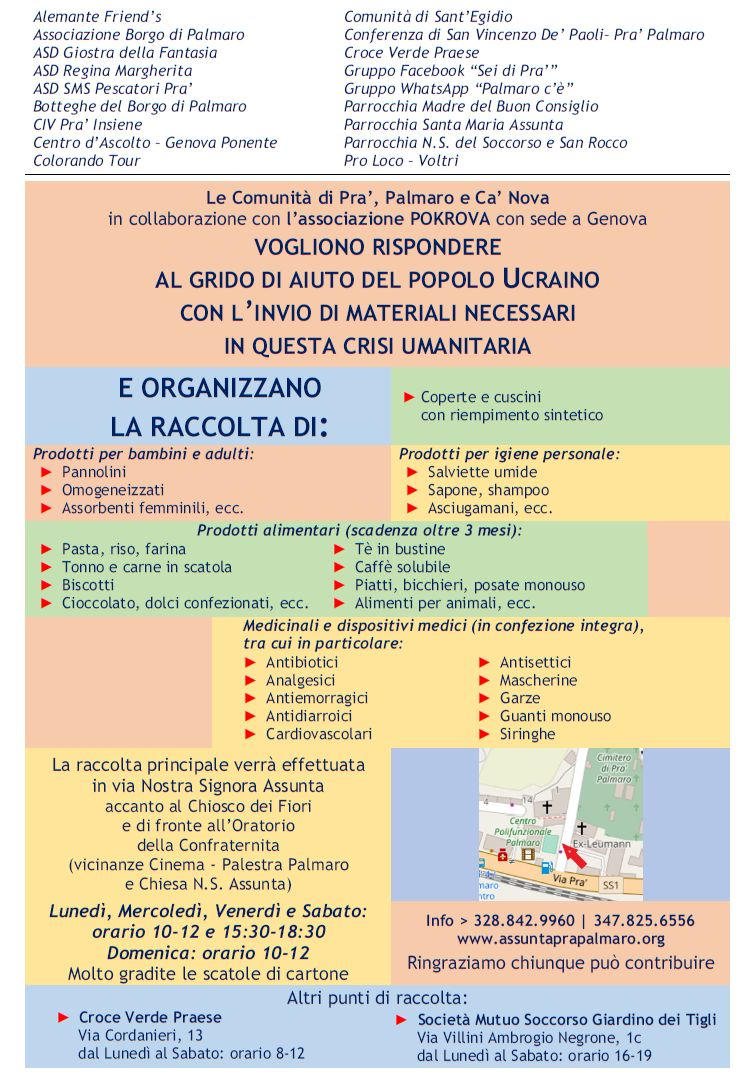 Alemante Friend’s
Associazione Borgo di Palmaro
ASD Giostra della Fantasia
ASD Regina Margherita
ASD SMS Pescatori Pra’
Botteghe del Borgo di Palmaro
CIV Pra’ Insiene
Centro d’Ascolto – Genova Ponente
Colorando Tour
Comunità di Sant’Egidio
Conferenza di San Vincenzo De’ Paoli– Pra’ Palmaro
Croce Verde Praese
Gruppo Facebook “Sei di Pra’”
Gruppo WhatsApp “Palmaro c’è”
Parrocchia Madre del Buon Consiglio
Parrocchia Santa Maria Assunta
Parrocchia N.S. del Soccorso e San Rocco
Pro Loco – Voltri
Le Comunità di Pra’, Palmaro e Ca’ Nova
in collaborazione con l’associazione POKROVA con sede a Genova
VOGLIONO RISPONDERE
AL GRIDO DI AIUTO DEL POPOLO UCRAINO
CON L’INVIO DI MATERIALI NECESSARI
IN QUESTA CRISI UMANITARIA
E ORGANIZZANO
LA RACCOLTA DI:
► Coperte e cuscini
con riempimento sintetico
Prodotti per bambini e adulti:
► Pannolini
► Omogeneizzati
► Assorbenti femminili, ecc.
Prodotti per igiene personale:
► Salviette umide
► Sapone, shampoo
► Asciugamani, ecc.
Prodotti alimentari (scadenza oltre 3 mesi):
► Pasta, riso, farina
► Tonno e carne in scatola
► Biscotti
► Cioccolato, dolci confezionati, ecc.
► Tè in bustine
► Caffè solubile
► Piatti, bicchieri, posate monouso
► Alimenti per animali, ecc.
Medicinali e dispositivi medici (in confezione integra),
tra cui in particolare:
► Antibiotici
► Analgesici
► Antiemorragici
► Antidiarroici
► Cardiovascolari
► Antisettici
► Mascherine
► Garze
► Guanti monouso
► Siringhe
La raccolta principale verrà effettuata
in via Nostra Signora Assunta
accanto al Chiosco dei Fiori
e di fronte all’Oratorio
della Confraternita
(vicinanze Cinema - Palestra Palmaro
e Chiesa N.S. Assunta)
Lunedì, Mercoledì, Venerdì e Sabato:
orario 10-12 e 15:30-18:30
Domenica: orario 10-12
Molto gradite le scatole di cartone
Cimitero
di Pra'
Palmaro
4
14
1
Centro
Polifunzionale
Palmaro
Ex-Leumann
maro
ntro
Via Pra'
SS1
Info > 328.842.9960 | 347.825.6556
www.assuntaprapalmaro.org
Ringraziamo chiunque può contribuire
Altri punti di raccolta:
► Croce Verde Praese
Via Cordanieri, 13
dal Lunedì al Sabato: orario 8-12
► Società Mutuo Soccorso Giardino dei Tigli
Via Villini Ambrogio Negrone, 1c
dal Lunedì al Sabato: orario 16-19